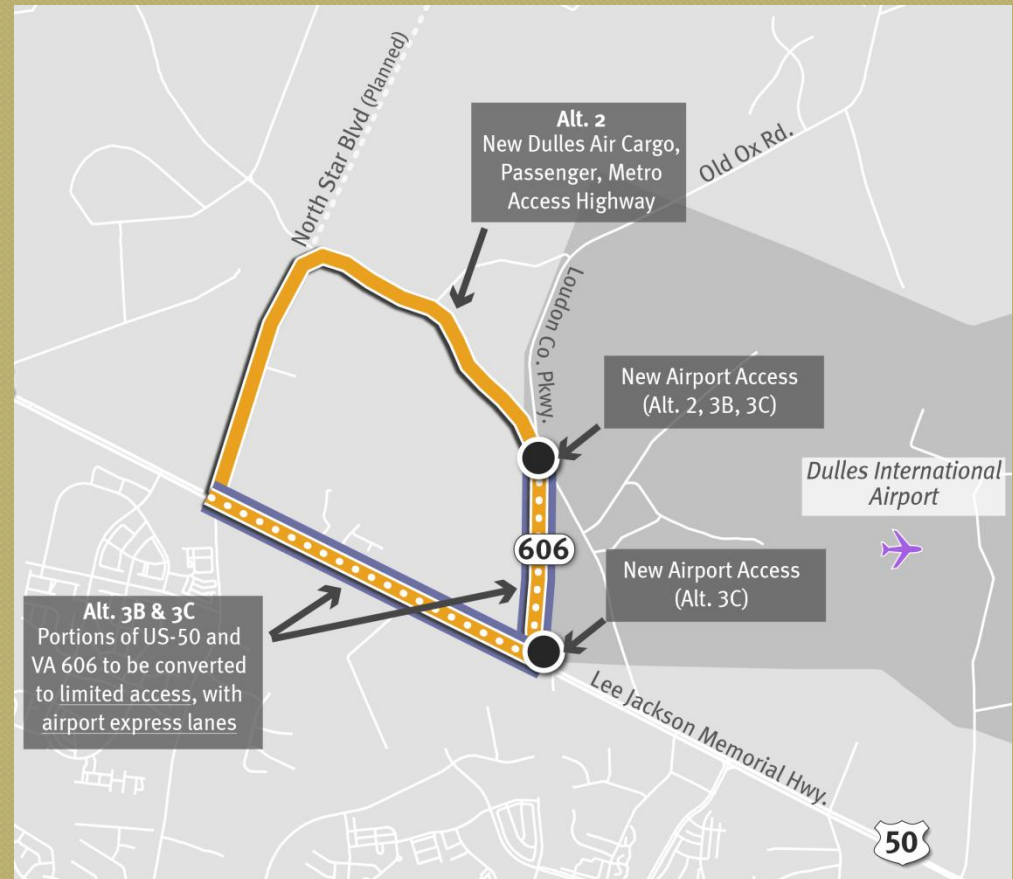 North Star Blvd (Planned)
Alt. 2
New Dulles Air Cargo,
Passenger, Metro
Access Highway
Old Ox Rd.
Loudon Co. Pkwy.
New Airport Access
(Alt. 2, 3B, 3C)
Dulles International
Airport
606
New Airport Access
(Alt. 3C)
Alt. 3B & 3C
Portions of US-50 and
VA 606 to be converted
to limited access, with
airport express lanes
Lee Jackson Memorial Hwy.
50